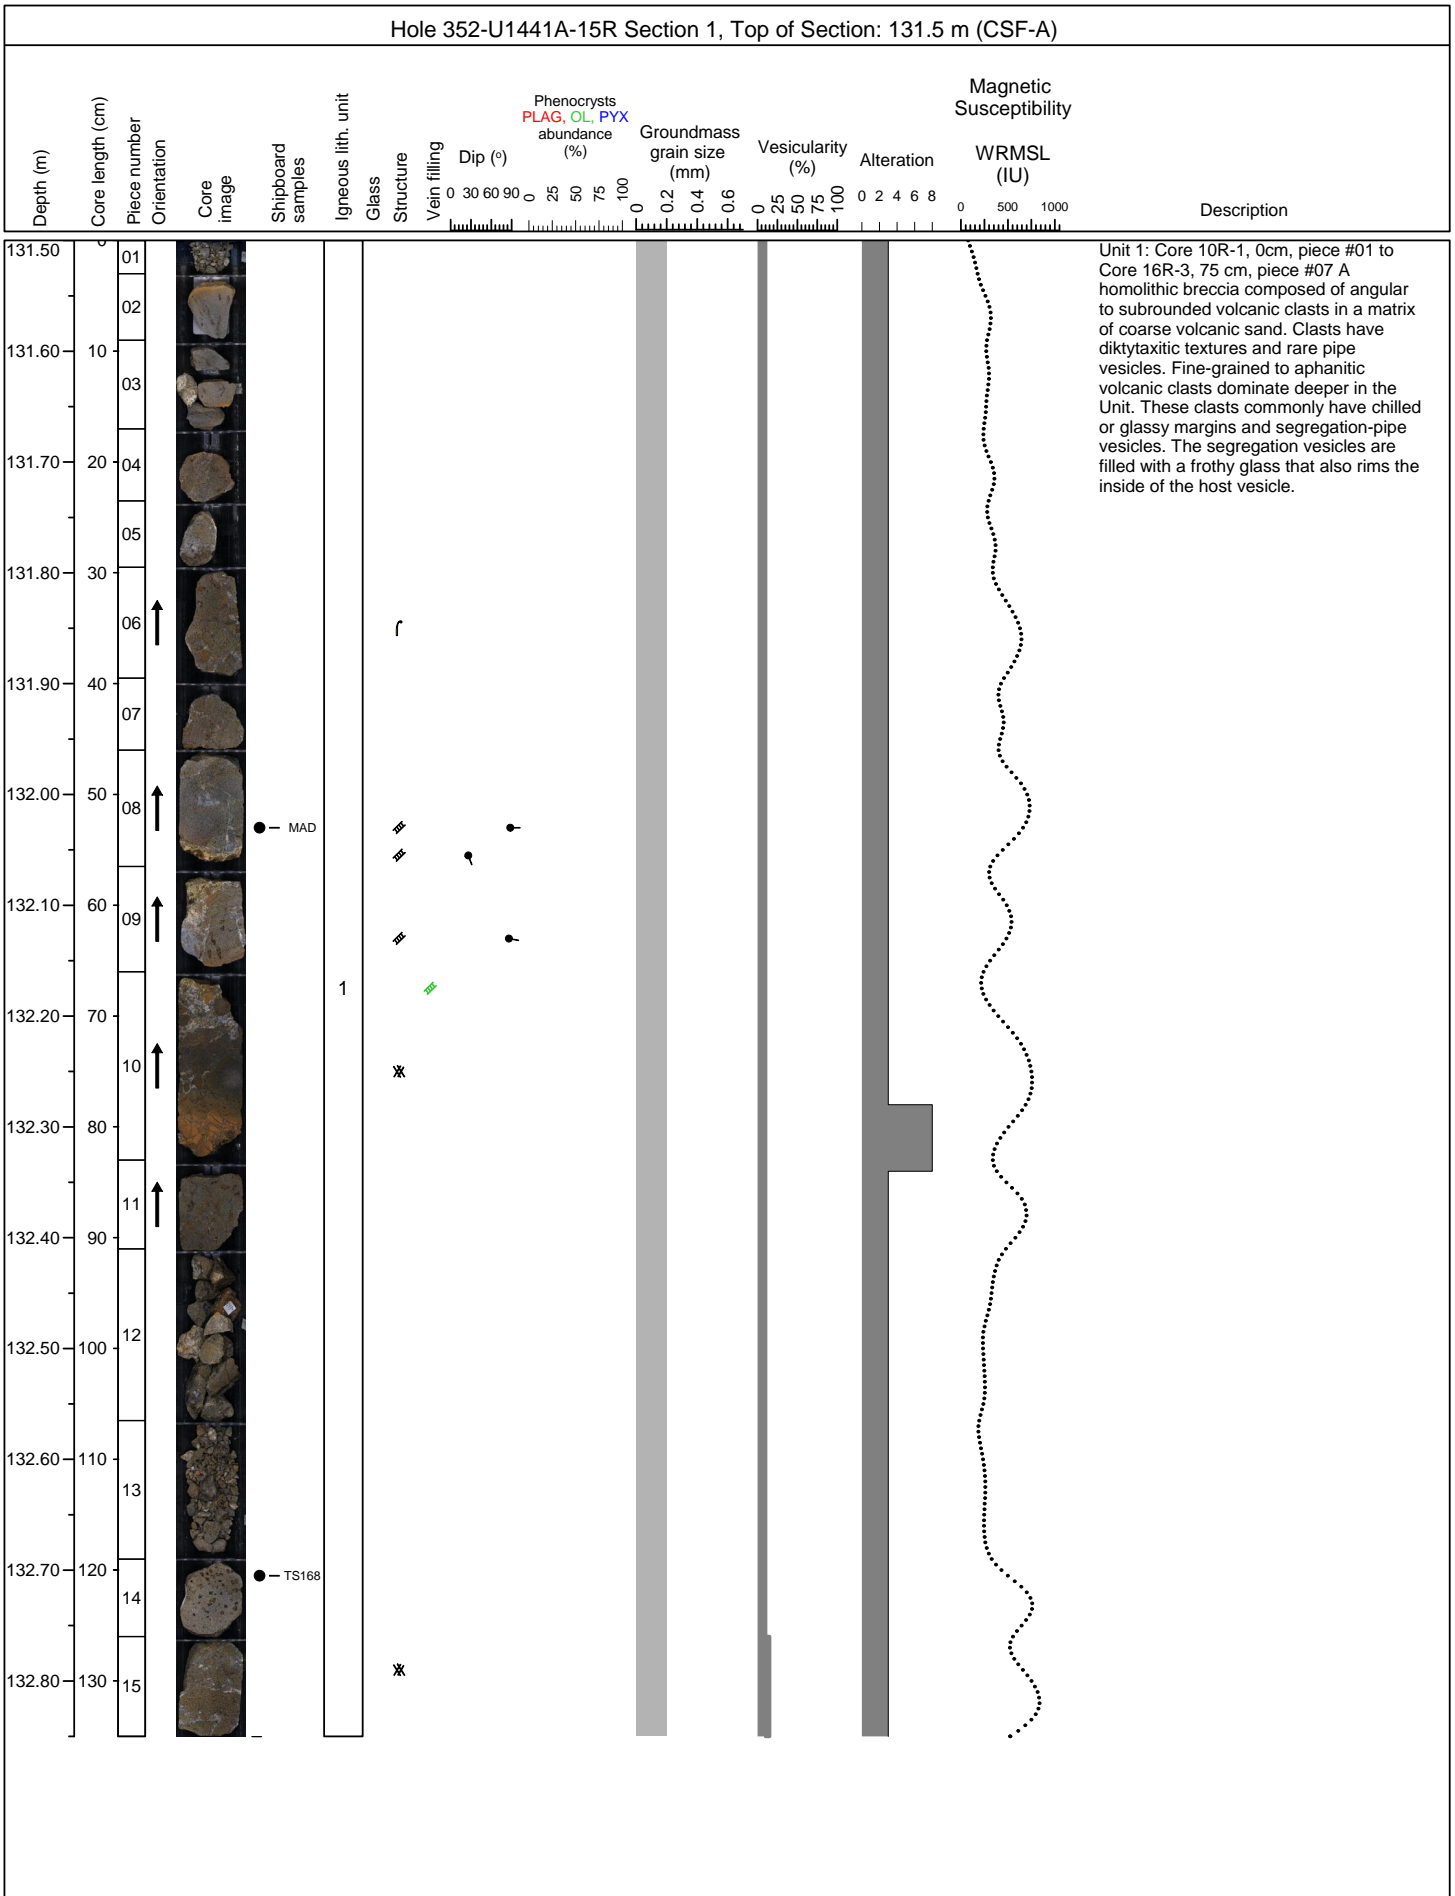 Hole 352-U1441A-15R Section 1, Top of Section: 131.5 m (CSF-A)
Depth (m)
Core length (cm)
Piece number
Orientation
Core
image
Shipboard
samples
Igneous lith. unit
Glass
Structure
Vein filling
Dip (º)
0 30 60 90
Phenocrysts
PLAG, OL, PYX
abundance
(%)
0 25 50 75 100
Groundmass
grain size
(mm)
0 0.2 0.4 0.6
Vesicularity
(%)
0 25 50 75 100
Alteration
0 2 4 6 8
Magnetic
Susceptibility
WRMSL
(IU)
0 500 1000
Description
131.50 0 01
02
131.60 10
03
131.70 20 04
05
131.80 30
06
131.90 40
07
132.00 50 08
MAD
132.10 60 09
1
132.20 70
10
132.30 80
11
132.40 90
12
132.50 100
132.60 110
13
132.70 120
TS168
14
132.80 130 15
Unit 1: Core 10R-1, 0cm, piece #01 to
Core 16R-3, 75 cm, piece #07 A
homolithic breccia composed of angular
to subrounded volcanic clasts in a matrix
of coarse volcanic sand. Clasts have
diktytaxitic textures and rare pipe
vesicles. Fine-grained to aphanitic
volcanic clasts dominate deeper in the
Unit. These clasts commonly have chilled
or glassy margins and segregation-pipe
vesicles. The segregation vesicles are
filled with a frothy glass that also rims the
inside of the host vesicle.